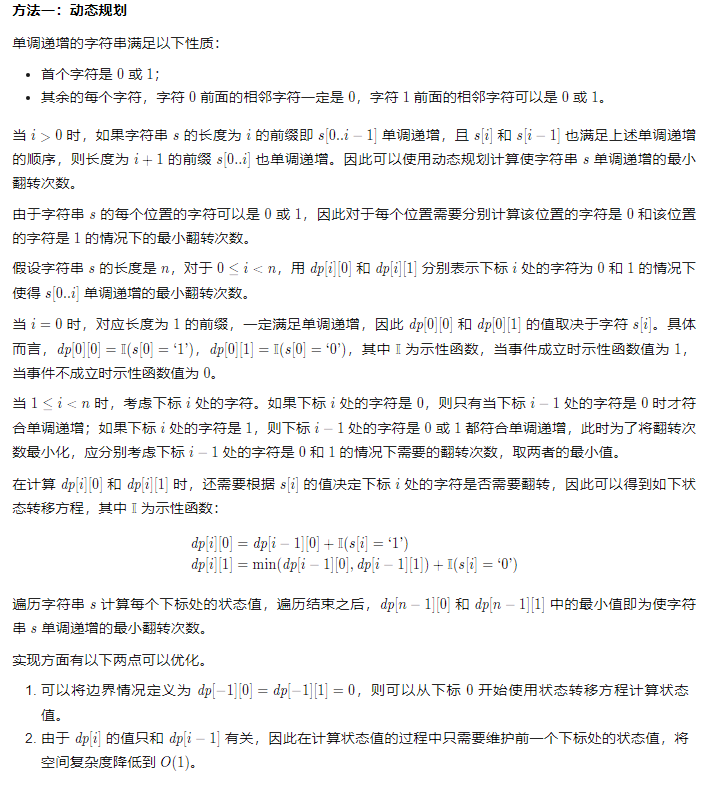 方法一：动态规划
单调递增的字符串满足以下性质：
• 首个字符是 0 或 1；
• 其余的每个字符，字符 0 前面的相邻字符一定是 0，字符 1 前面的相邻字符可以是 0 或 1。
当 i > 0 时，如果字符串 s 的长度为 i 的前缀即 s[0..i − 1] 单调递增，且 s[i] 和 s[i − 1] 也满足上述单调递增
的顺序，则长度为 i + 1 的前缀 s[0..i] 也单调递增。因此可以使用动态规划计算使字符串 s 单调递增的最小
翻转次数。
由于字符串 s 的每个位置的字符可以是 0 或 1，因此对于每个位置需要分别计算该位置的字符是 0 和该位置
的字符是 1 的情况下的最小翻转次数。
假设字符串 s 的长度是 n，对于 0 ≤ i < n，用 dp[i][0] 和 dp[i][1] 分别表示下标 i 处的字符为 0 和 1 的情况下
使得 s[0..i] 单调递增的最小翻转次数。
当 i = 0 时，对应长度为 1 的前缀，一定满足单调递增，因此 dp[0][0] 和 dp[0][1] 的值取决于字符 s[i]。具体
而言，dp[0][0] = 𝕀(s[0] = ‘1’)，dp[0][1] = 𝕀(s[0] = ‘0’)，其中 𝕀 为示性函数，当事件成立时示性函数值为 1，
当事件不成立时示性函数值为 0。
当 1 ≤ i < n 时，考虑下标 i 处的字符。如果下标 i 处的字符是 0，则只有当下标 i − 1 处的字符是 0 时才符
合单调递增；如果下标 i 处的字符是 1，则下标 i − 1 处的字符是 0 或 1 都符合单调递增，此时为了将翻转次
数最小化，应分别考虑下标 i − 1 处的字符是 0 和 1 的情况下需要的翻转次数，取两者的最小值。
在计算 dp[i][0] 和 dp[i][1] 时，还需要根据 s[i] 的值决定下标 i 处的字符是否需要翻转，因此可以得到如下状
态转移方程，其中 𝕀 为示性函数：
dp[i][0] = dp[i − 1][0] + 𝕀(s[i] = ‘1’)
dp[i][1] = min(dp[i − 1][0], dp[i − 1][1]) + 𝕀(s[i] = ‘0’)
遍历字符串 s 计算每个下标处的状态值，遍历结束之后，dp[n − 1][0] 和 dp[n − 1][1] 中的最小值即为使字符
串 s 单调递增的最小翻转次数。
实现方面有以下两点可以优化。
1. 可以将边界情况定义为 dp[−1][0] = dp[−1][1] = 0，则可以从下标 0 开始使用状态转移方程计算状态
值。
2. 由于 dp[i] 的值只和 dp[i − 1] 有关，因此在计算状态值的过程中只需要维护前一个下标处的状态值，将
空间复杂度降低到 O(1)。